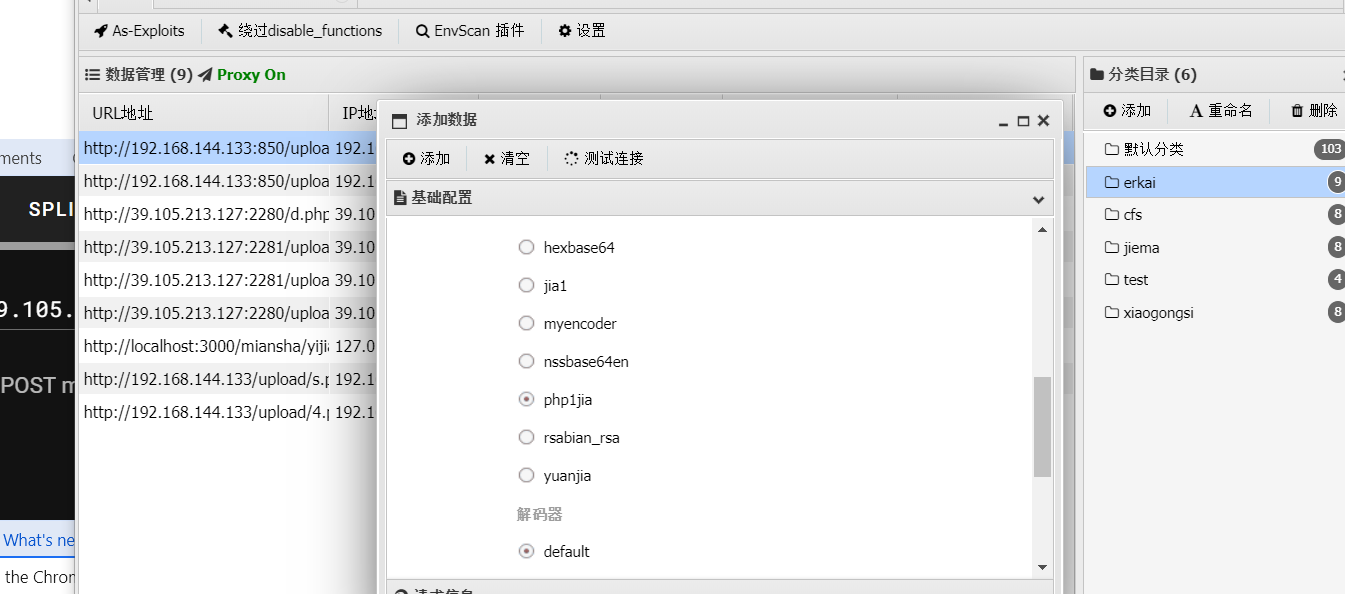 As-Exploits 绕过disable_functions EnvScan 插件 设置
数据管理 (9) Proxy On
分类目录 (6)
URL地址
添加 重命名 删除
http://192.168.144.133:850/uploa 192.1
http://192.168.144.133:850/uploa 192.1
http://39.105.213.127:2280/d.php 39.10
http://39.105.213.127:2281/uploa 39.10
http://39.105.213.127:2281/uploa 39.10
http://39.105.213.127:2280/uploa 39.10
http://localhost:3000/miansha/yijia 127.0
http://192.168.144.133/upload/s.p 192.1
http://192.168.144.133/upload/4.p 192.1
添加数据
添加 清空 测试连接
基础配置
hexbase64
jia1
myencoder
nssbase64en
php1jia
rsabian_rsa
yuanjia
解码器
default
请求信息
默认分类 103
erkai 9
cfs 8
jiema 8
test 4
xiaogongsi 8
ments
SPLI
9.105.
POST m
What's ne
the Chron